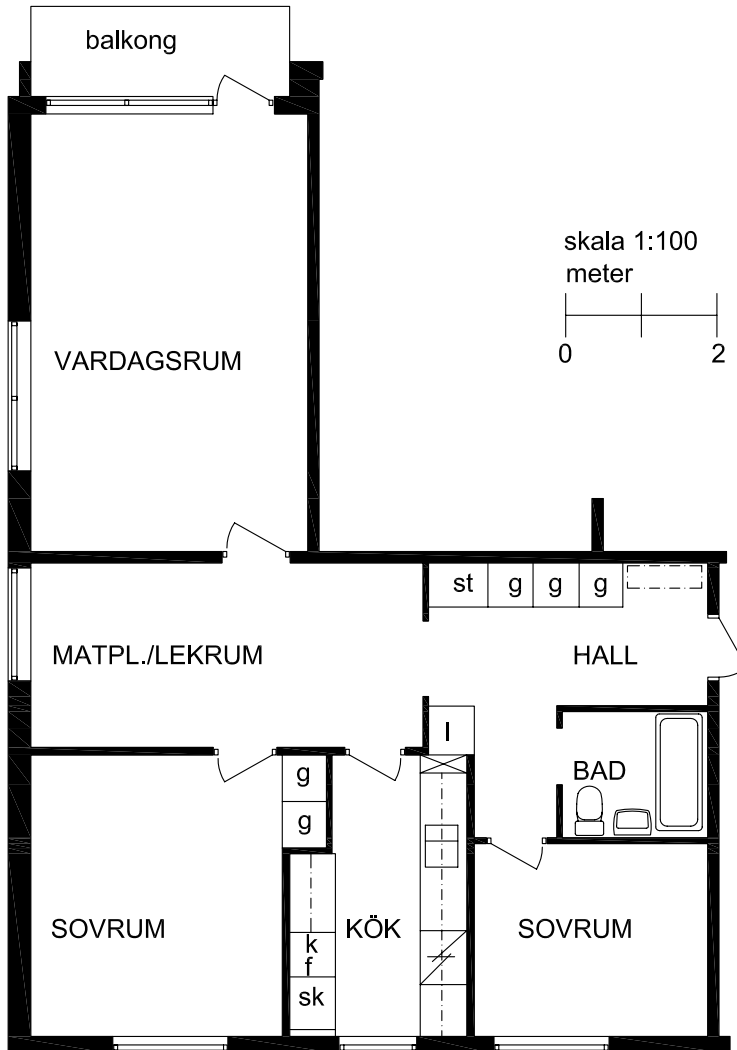 balkong
skala 1:100
meter
0 2
VARDAGSRUM
st g g g
MATPL./LEKRUM HALL
l
g
BAD
g
SOVRUM KÖK SOVRUM
k
f
sk